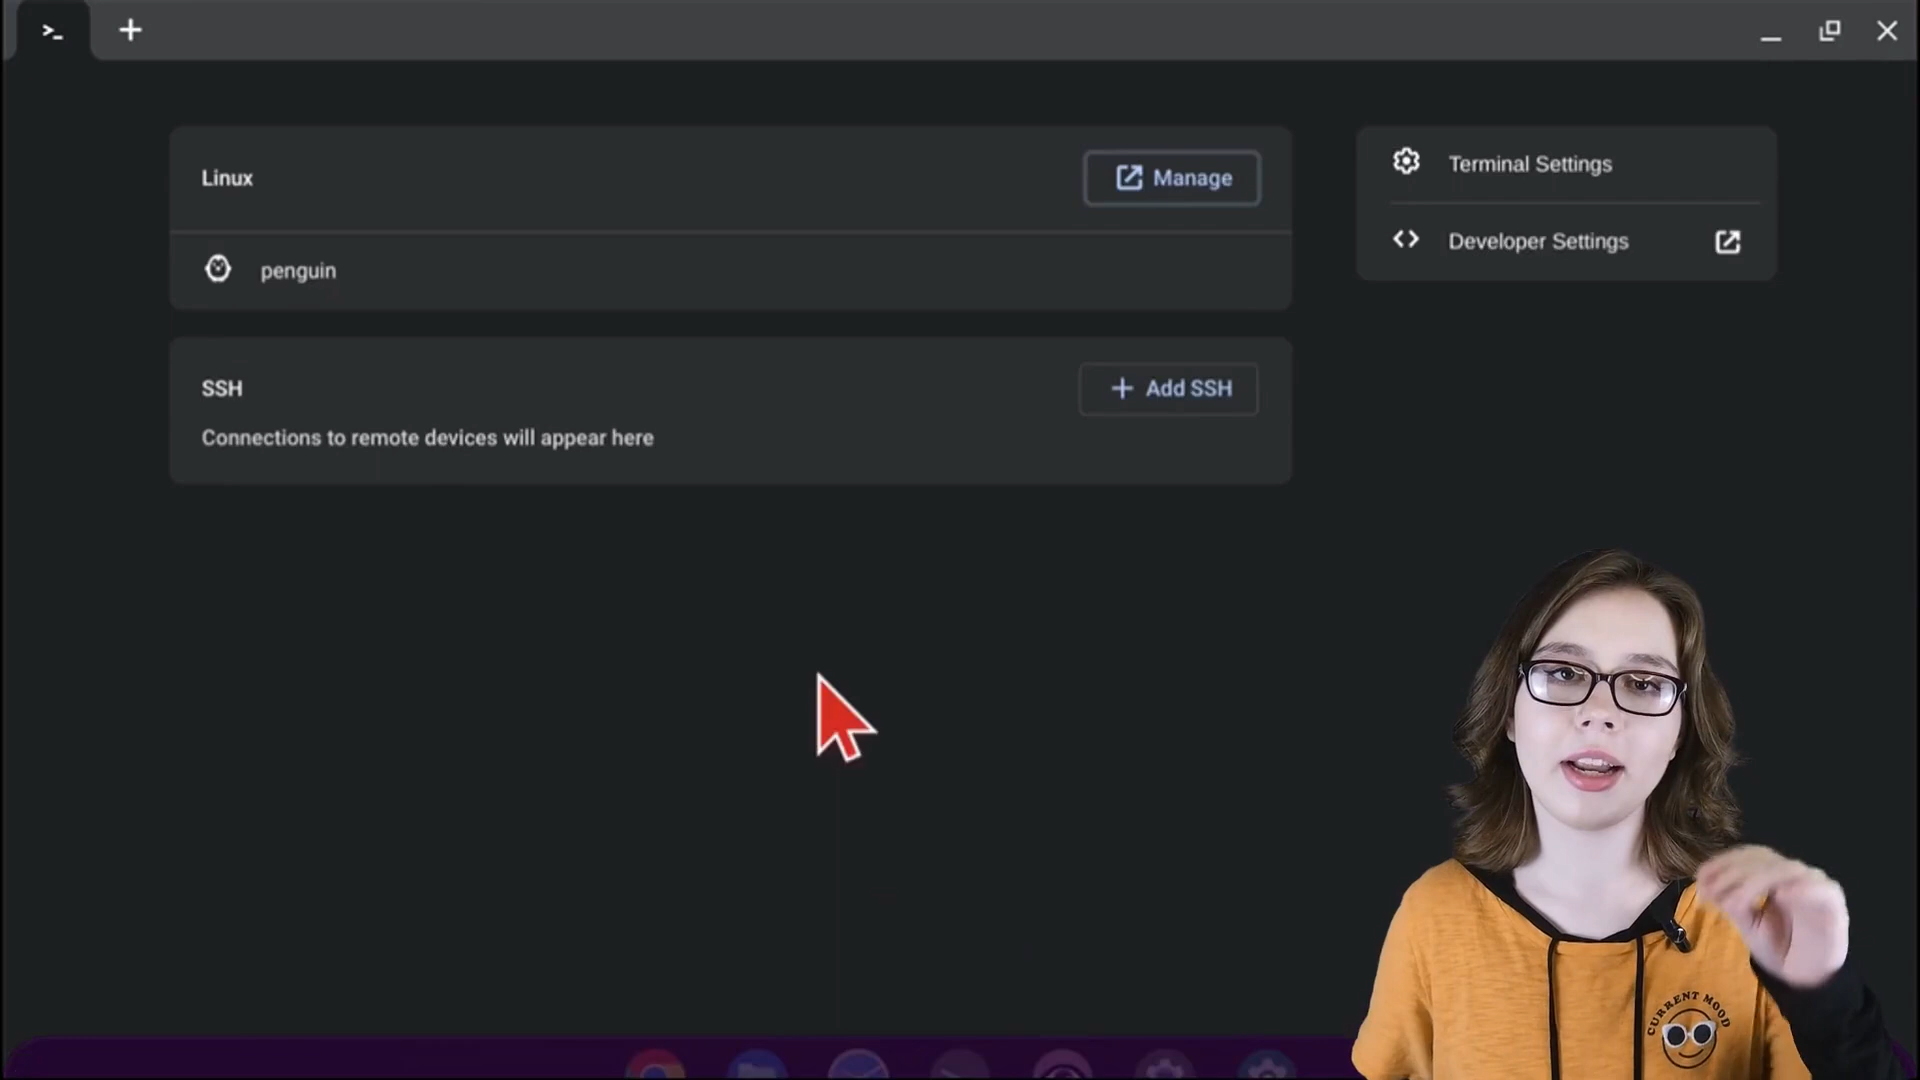 >_
+
Linux
Manage
penguin
SSH
+ Add SSH
Connections to remote devices will appear here
Terminal Settings
<> Developer Settings
CURRENT MOOD